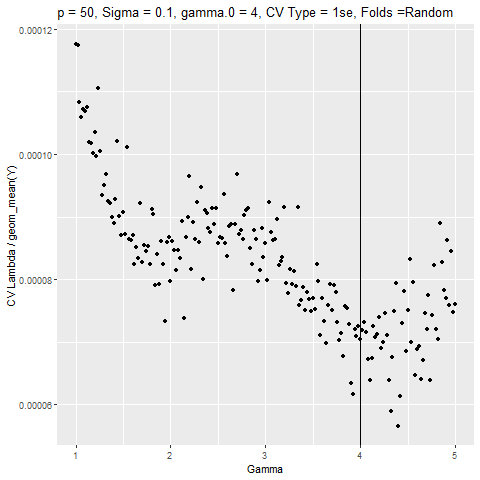 p = 50, Sigma = 0.1, gamma.0 = 4, CV Type = 1se, Folds =Random
CV Lambda / geom_mean(Y)
0.00012
0.00010
0.00008
0.00006
1 2 3 4 5
Gamma